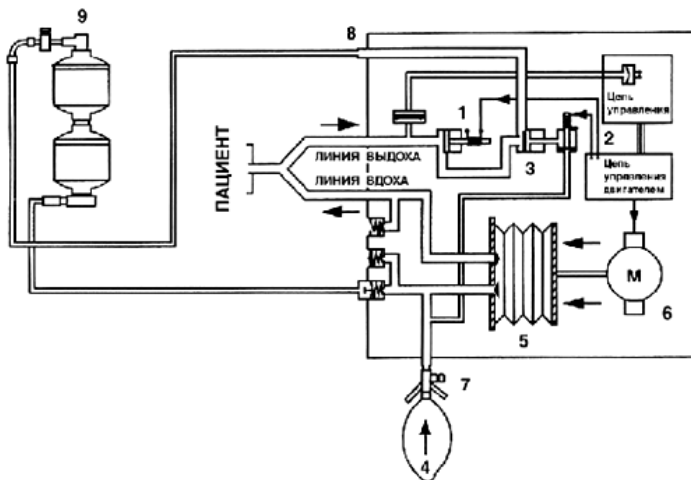 9
8
1
Цепь
управления
2
3
Цепь
управления
двигателем
ПАЦИЕНТ
ЛИНИЯ ВЫДОХА
ЛИНИЯ ВДОХА
М
5
6
7
4